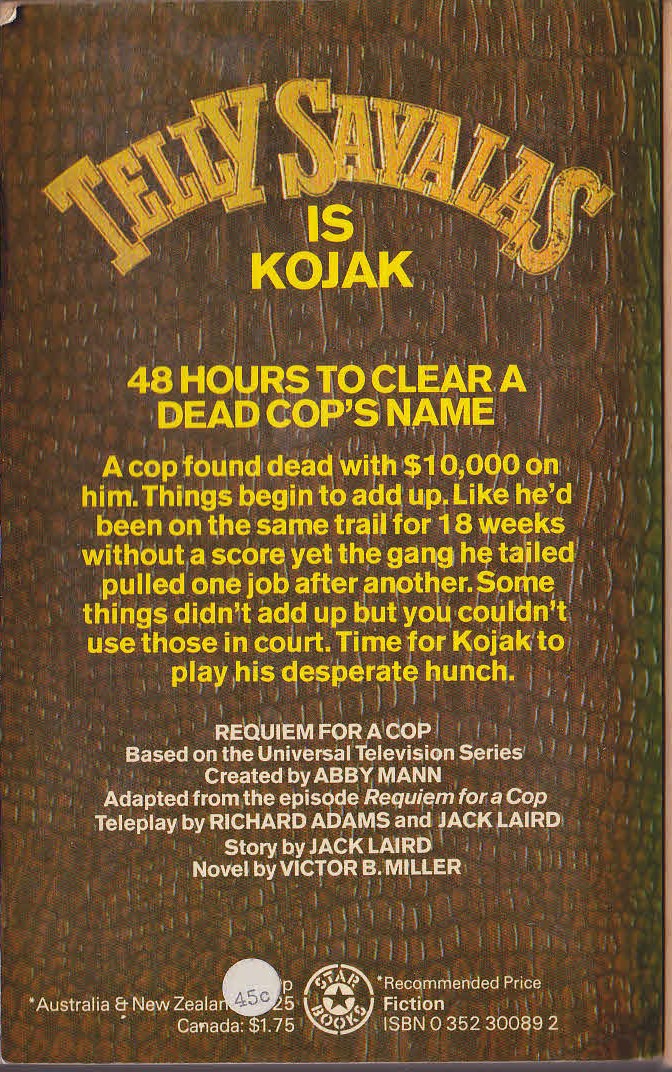 TELLY SAVALAS
IS
KOJAK
48 HOURS TO CLEAR A
DEAD COP'S NAME
A cop found dead with $10,000 on
him. Things begin to add up. Like he'd
been on the same trail for 18 weeks
without a score yet the gang he tailed
pulled one job after another. Some
things didn't add up but you couldn't
use those in court. Time for Kojak to
play his desperate hunch.
REQUIEM FOR A COP
Based on the Universal Television Series
Created by ABBY MANN
Adapted from the episode Requiem for a Cop
Teleplay by RICHARD ADAMS and JACK LAIRD
Story by JACK LAIRD
Novel by VICTOR B. MILLER
p
*Australia & New Zealan 25
Canada: $1.75
45c
STAR
BOOKS
*Recommended Price
Fiction
ISBN 0 352 30089 2